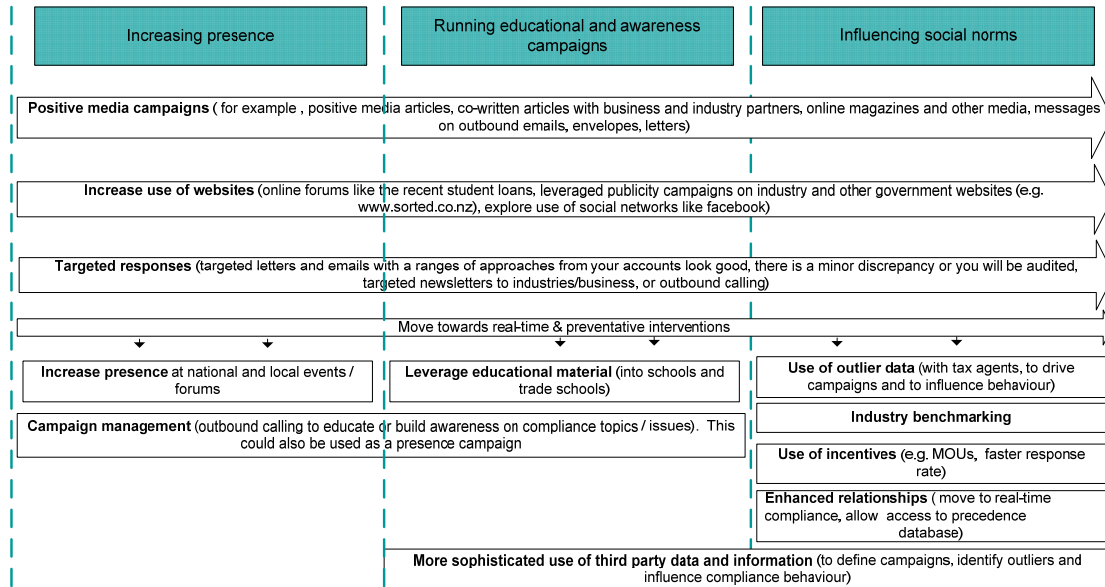 Increasing presence
Running educational and awareness
campaigns
Influencing social norms
Positive media campaigns ( for example , positive media articles, co-written articles with business and industry partners, online magazines and other media, messages
on outbound emails, envelopes, letters)
Increase use of websites (online forums like the recent student loans, leveraged publicity campaigns on industry and other government websites (e.g.
www.sorted.co.nz), explore use of social networks like facebook)
Targeted responses (targeted letters and emails with a ranges of approaches from your accounts look good, there is a minor discrepancy or you will be audited,
targeted newsletters to industries/business, or outbound calling)
Move towards real-time & preventative interventions
Increase presence at national and local events /
forums
Leverage educational material (into schools and
trade schools)
Use of outlier data (with tax agents, to drive
campaigns and to influence behaviour)
Campaign management (outbound calling to educate or build awareness on compliance topics / issues). This
could also be used as a presence campaign
Industry benchmarking
Use of incentives (e.g. MOUs, faster response
rate)
Enhanced relationships ( move to real-time
compliance, allow access to precedence
database)
More sophisticated use of third party data and information (to define campaigns, identify outliers and
influence compliance behaviour)